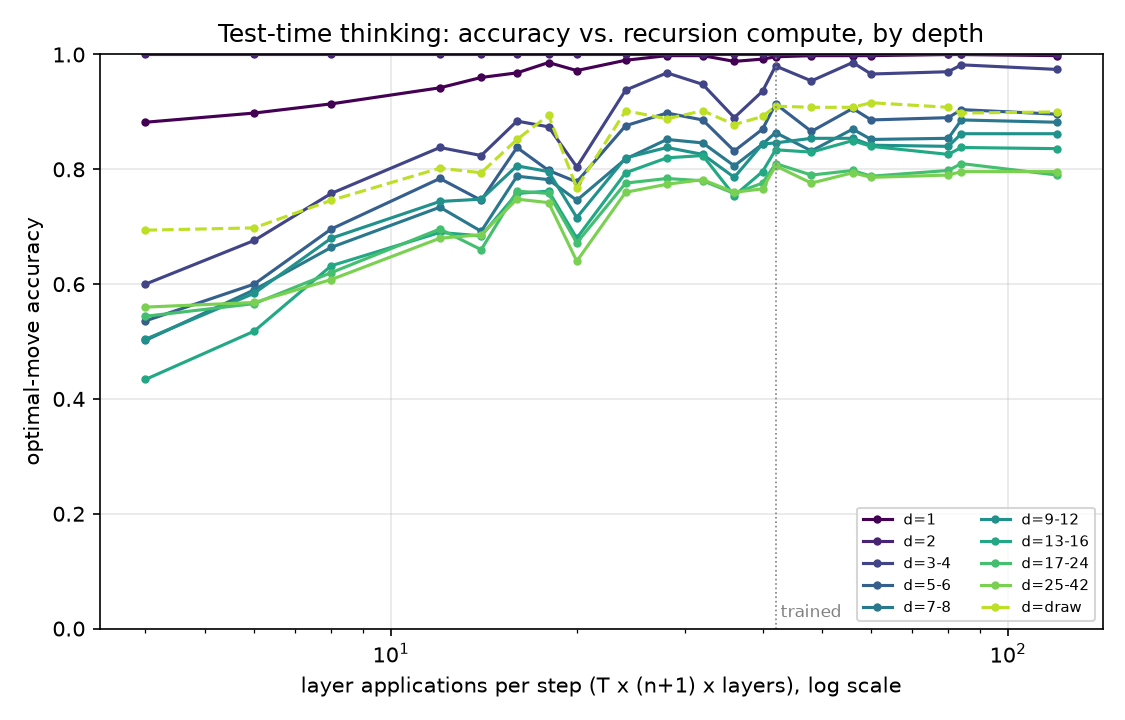 Test-time thinking: accuracy vs. recursion compute, by depth
optimal-move accuracy
1.0
0.8
0.6
0.4
0.2
0.0
10¹
10²
trained
d=1
d=2
d=3-4
d=5-6
d=7-8
d=9-12
d=13-16
d=17-24
d=25-42
d=draw
layer applications per step (T x (n+1) x layers), log scale